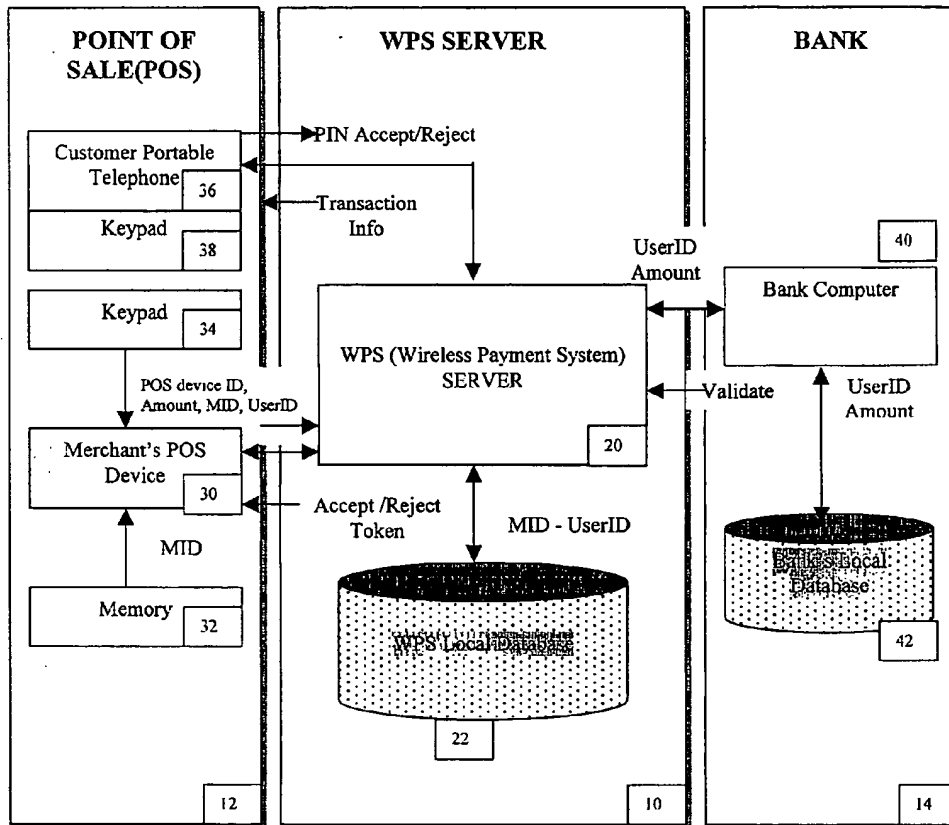 POINT OF
SALE(POS)
WPS SERVER
BANK
Customer Portable
Telephone
36
Keypad
38
Keypad
34
POS device ID,
Amount, MID, UserID
Merchant's POS
Device
30
MID
Memory
32
12
PIN Accept/Reject
Transaction
Info
WPS (Wireless Payment System)
SERVER
20
Accept /Reject
Token
MID - UserID
WPS Local Database
22
10
UserID
Amount
Validate
40
Bank Computer
UserID
Amount
Bank's Local
Database
42
14